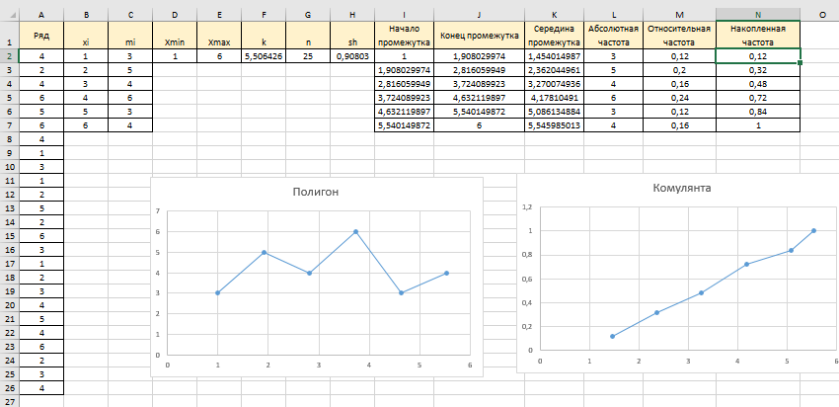 A B C D E F G H I J K L M N O
1 Ряд xi mi Xmin Xmax k n sh Начало промежутка Конец промежутка Середина промежутка Абсолютная частота Относительная частота Накопленная частота
2 4 1 3 1 6 5,506426 25 0,90803 1 1,908029974 1,454014987 3 0,12 0,12
3 2 2 5 1,908029974 2,816059949 2,362044961 5 0,2 0,32
4 4 3 4 2,816059949 3,724089923 3,270074936 4 0,16 0,48
5 6 4 6 3,724089923 4,632119897 4,17810491 6 0,24 0,72
6 5 5 3 4,632119897 5,540149872 5,086134884 3 0,12 0,84
7 6 6 4 5,540149872 6 5,545985013 4 0,16 1
8 4
9 1
10 3
11 1
12 2
13 5
14 2
15 6
16 3
17 1
18 2
19 3
20 4
21 5
22 4
23 6
24 2
25 3
26 4
27
Полигон
7
6
5
4
3
2
1
0
0 1 2 3 4 5 6
Комулянта
1,2
1
0,8
0,6
0,4
0,2
0
0 1 2 3 4 5 6